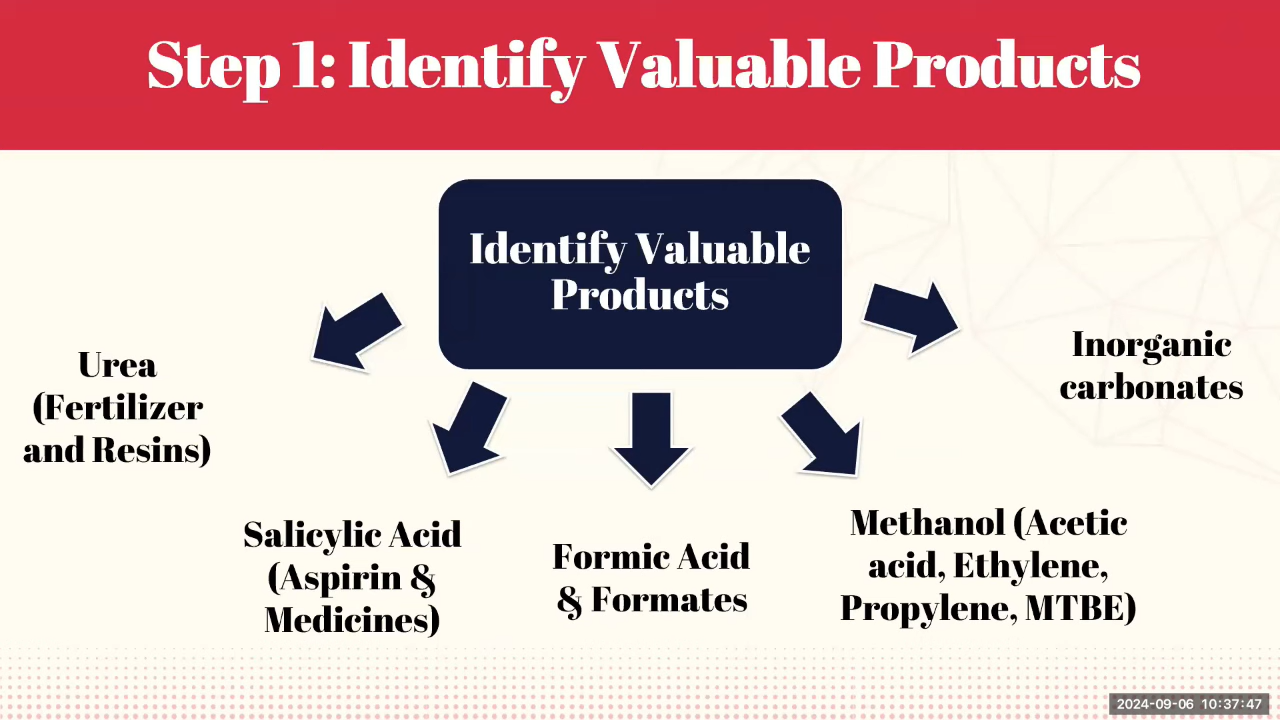 Step 1: Identify Valuable Products
Identify Valuable
Products
Urea
(Fertilizer
and Resins)
Salicylic Acid
(Aspirin &
Medicines)
Formic Acid
& Formates
Methanol (Acetic
acid, Ethylene,
Propylene, MTBE)
Inorganic
carbonates
2024-09-06 10:37:47